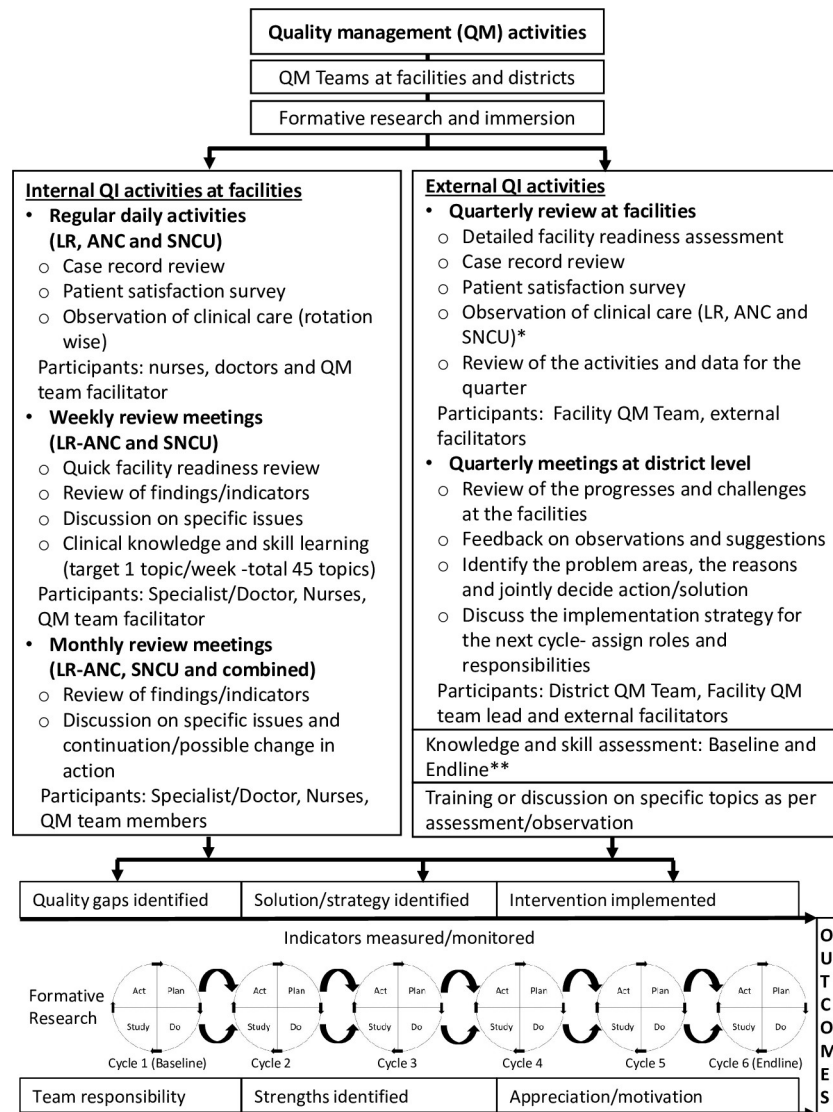 Quality management (QM) activities
QM Teams at facilities and districts
Formative research and immersion
Internal QI activities at facilities
• Regular daily activities
(LR, ANC and SNCU)
o Case record review
o Patient satisfaction survey
o Observation of clinical care (rotation
wise)
Participants: nurses, doctors and QM
team facilitator
• Weekly review meetings
(LR-ANC and SNCU)
o Quick facility readiness review
o Review of findings/indicators
o Discussion on specific issues
o Clinical knowledge and skill learning
(target 1 topic/week -total 45 topics)
Participants: Specialist/Doctor, Nurses,
QM team facilitator
• Monthly review meetings
(LR-ANC, SNCU and combined)
o Review of findings/indicators
o Discussion on specific issues and
continuation/possible change in
action
Participants: Specialist/Doctor, Nurses,
QM team members
External QI activities
• Quarterly review at facilities
o Detailed facility readiness assessment
o Case record review
o Patient satisfaction survey
o Observation of clinical care (LR, ANC and
SNCU)*
o Review of the activities and data for the
quarter
Participants: Facility QM Team, external
facilitators
• Quarterly meetings at district level
o Review of the progresses and challenges
at the facilities
o Feedback on observations and suggestions
o Identify the problem areas, the reasons
and jointly decide action/solution
o Discuss the implementation strategy for
the next cycle- assign roles and
responsibilities
Participants: District QM Team, Facility QM
team lead and external facilitators
Knowledge and skill assessment: Baseline and
Endline**
Training or discussion on specific topics as per
assessment/observation
Quality gaps identified
Solution/strategy identified
Intervention implemented
Indicators measured/monitored
Formative
Research
Act Plan
Study Do
Cycle 1 (Baseline)
Act Plan
Study Do
Cycle 2
Act Plan
Study Do
Cycle 3
Act Plan
Study Do
Cycle 4
Act Plan
Study Do
Cycle 5
Act Plan
Study Do
Cycle 6 (Endline)
Team responsibility
Strengths identified
Appreciation/motivation
OUTCOMES